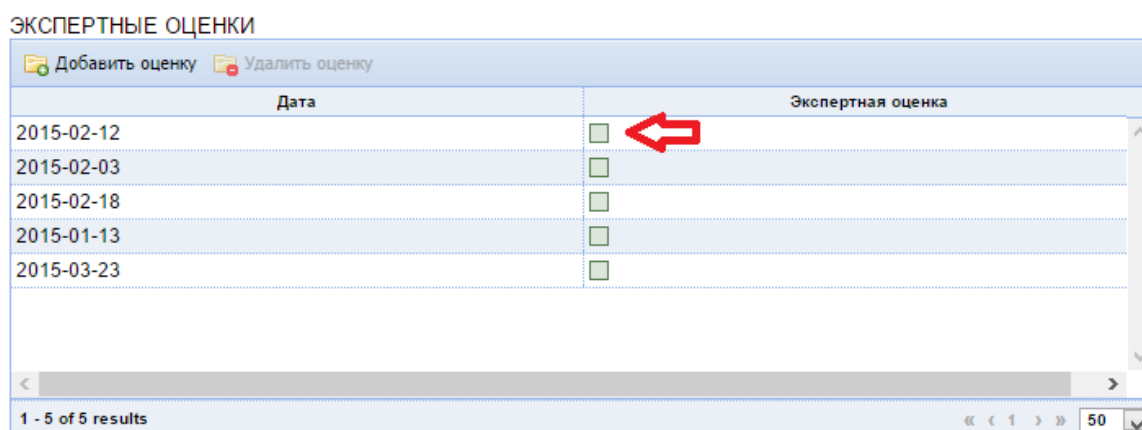 ЭКСПЕРТНЫЕ ОЦЕНКИ
Добавить оценку Удалить оценку
Дата Экспертная оценка
2015-02-12
2015-02-03
2015-02-18
2015-01-13
2015-03-23
1 - 5 of 5 results « ‹ 1 › » 50